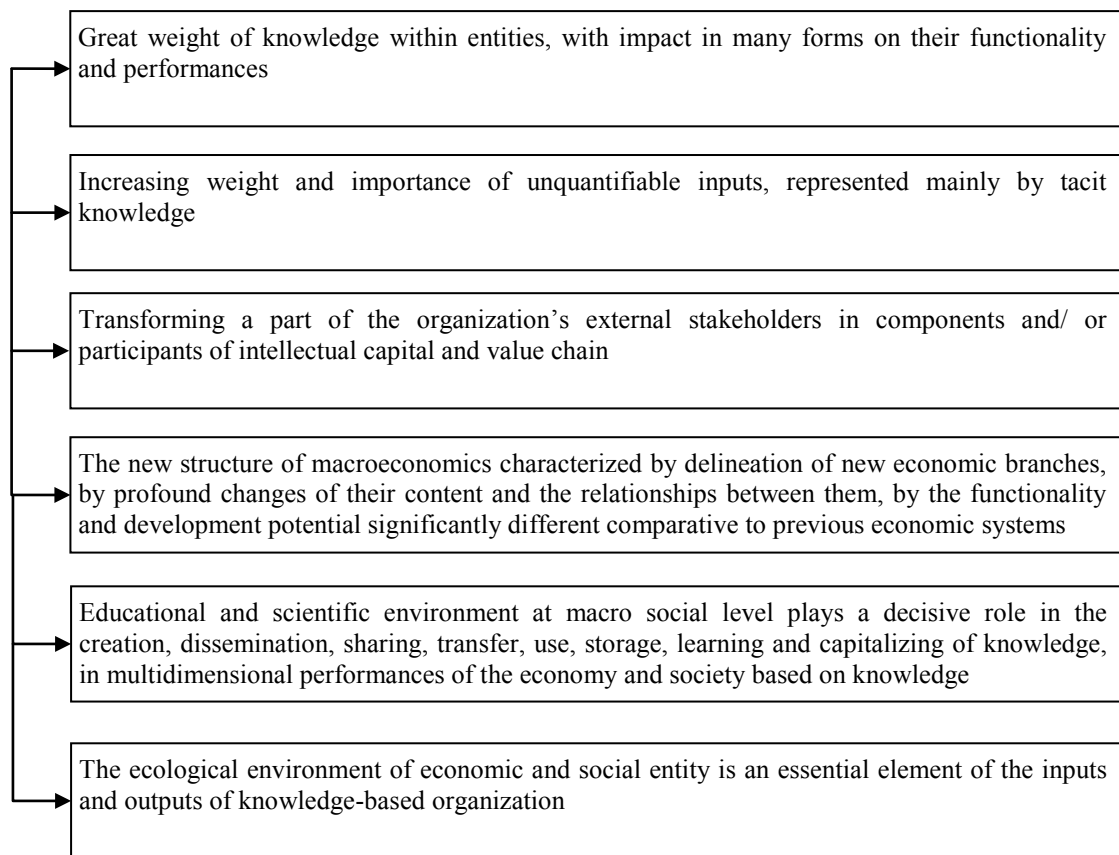 Great weight of knowledge within entities, with impact in many forms on their functionality
and performances
Increasing weight and importance of unquantifiable inputs, represented mainly by tacit
knowledge
Transforming a part of the organization’s external stakeholders in components and/ or
participants of intellectual capital and value chain
The new structure of macroeconomics characterized by delineation of new economic branches,
by profound changes of their content and the relationships between them, by the functionality
and development potential significantly different comparative to previous economic systems
Educational and scientific environment at macro social level plays a decisive role in the
creation, dissemination, sharing, transfer, use, storage, learning and capitalizing of knowledge,
in multidimensional performances of the economy and society based on knowledge
The ecological environment of economic and social entity is an essential element of the inputs
and outputs of knowledge-based organization